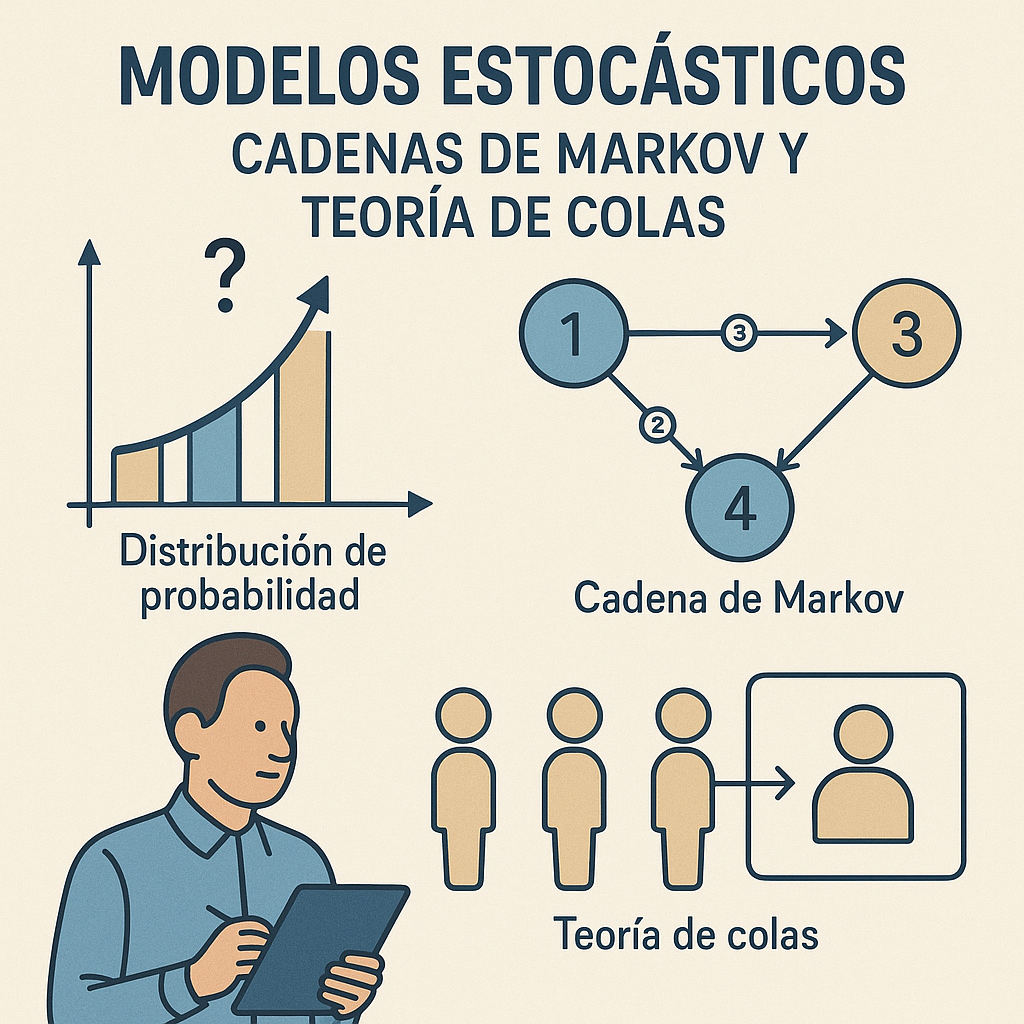 MODELOS ESTOCÁSTICOS
CADENAS DE MARKOV Y
TEORÍA DE COLAS
?
1
3
3
2
4
Distribución de
probabilidad
Cadena de Markov
Teoría de colas